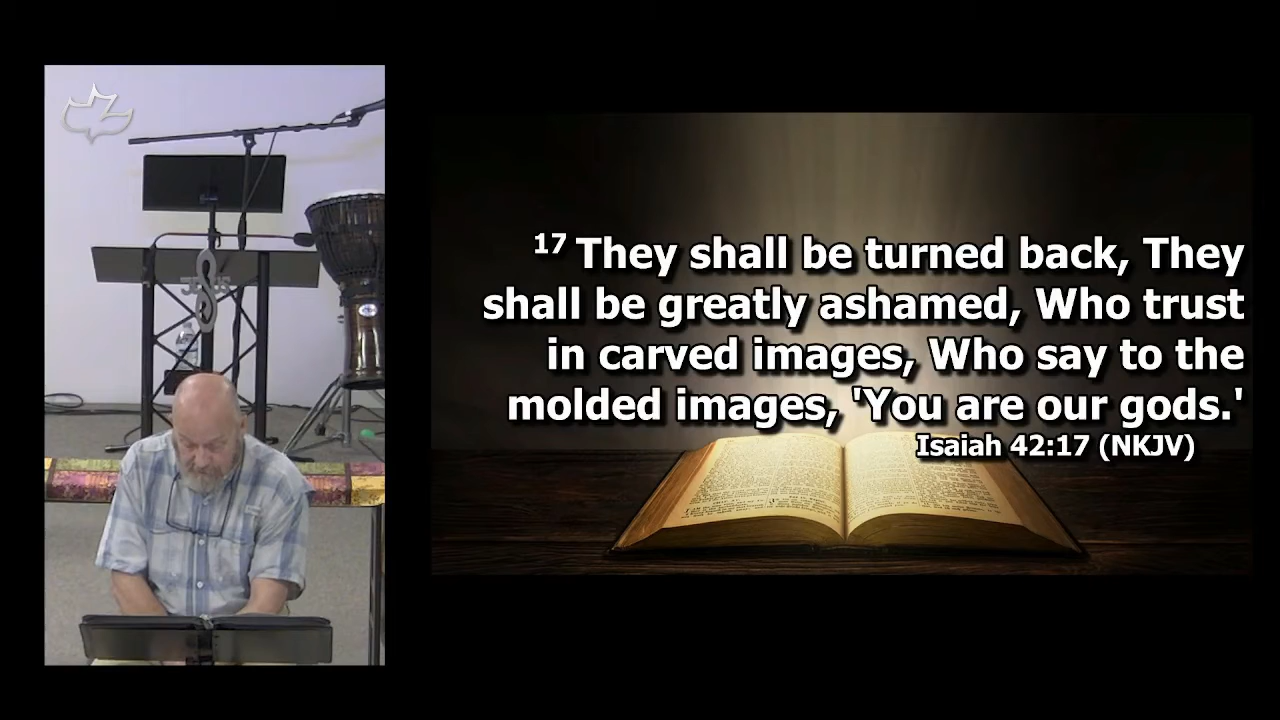 JESUS
17 They shall be turned back, They
shall be greatly ashamed, Who trust
in carved images, Who say to the
molded images, 'You are our gods.'
Isaiah 42:17 (NKJV)